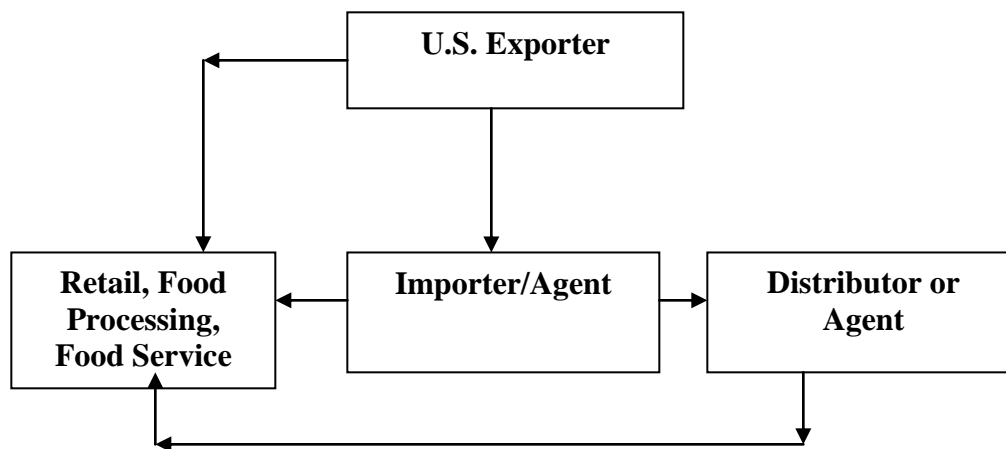 U.S. Exporter
Retail, Food
Processing,
Food Service
Importer/Agent
Distributor or
Agent